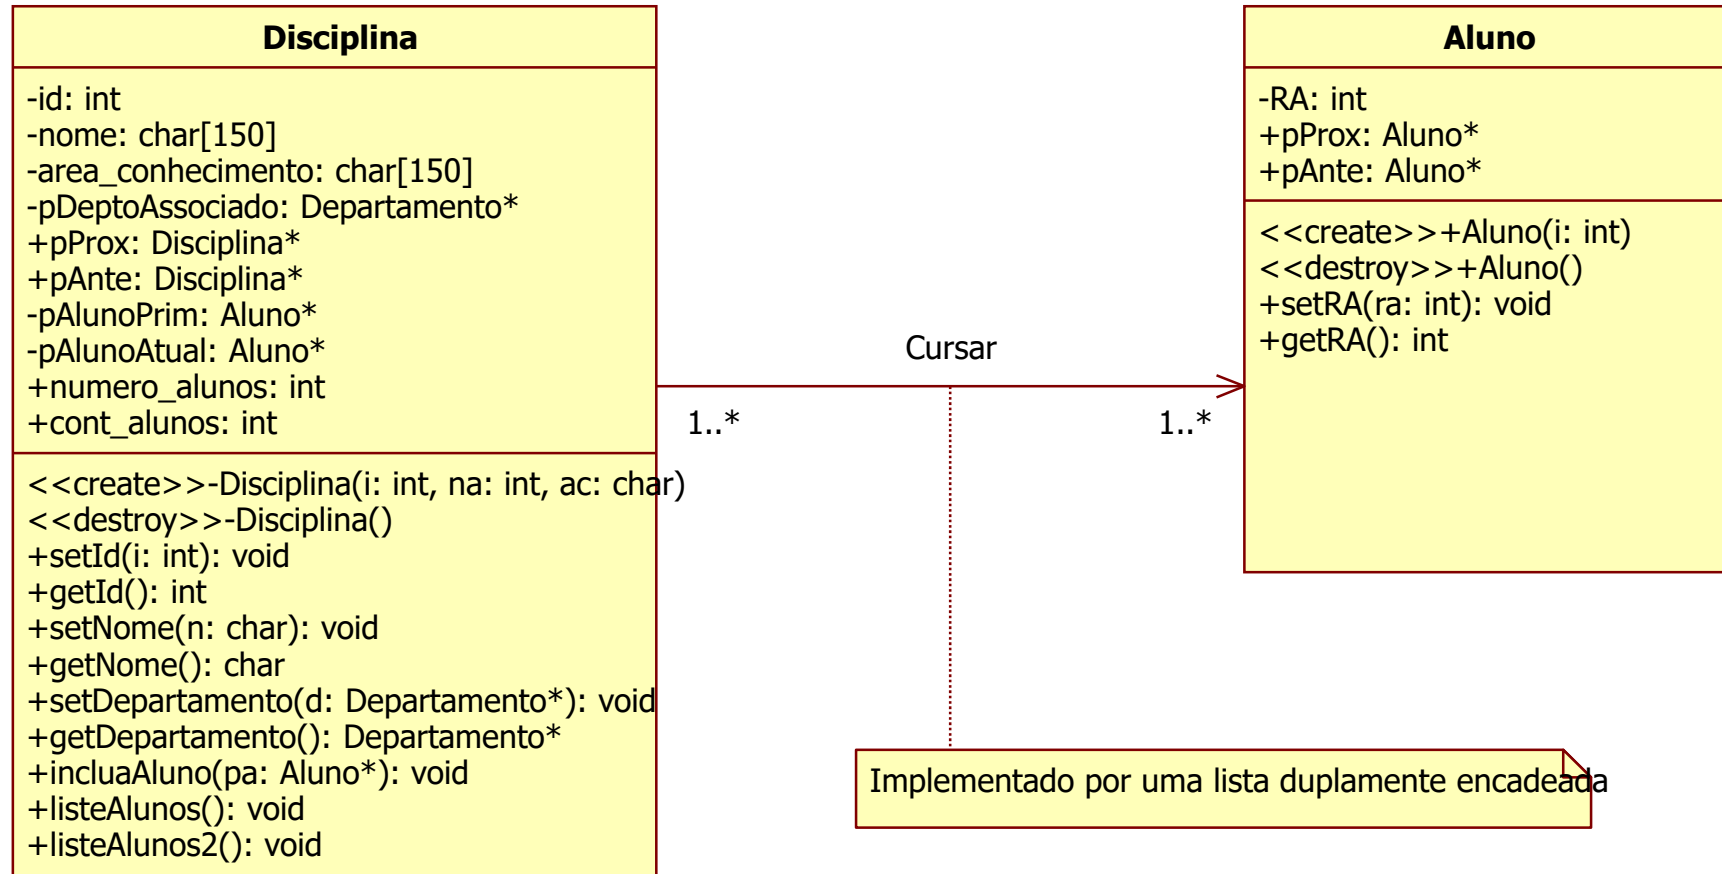 Disciplina
-id: int
-nome: char[150]
-area_conhecimento: char[150]
-pDeptoAssociado: Departamento*
+pProx: Disciplina*
+pAnte: Disciplina*
-pAlunoPrim: Aluno*
-pAlunoAtual: Aluno*
+numero_alunos: int
+cont_alunos: int
<<create>>-Disciplina(i: int, na: int, ac: char)
<<destroy>>-Disciplina()
+setId(i: int): void
+getId(): int
+setNome(n: char): void
+getNome(): char
+setDepartamento(d: Departamento*): void
+getDepartamento(): Departamento*
+incluaAluno(pa: Aluno*): void
+listeAlunos(): void
+listeAlunos2(): void
Cursar
1..*
1..*
Aluno
-RA: int
+pProx: Aluno*
+pAnte: Aluno*
<<create>>+Aluno(i: int)
<<destroy>>+Aluno()
+setRA(ra: int): void
+getRA(): int
Implementado por uma lista duplamente encadeada